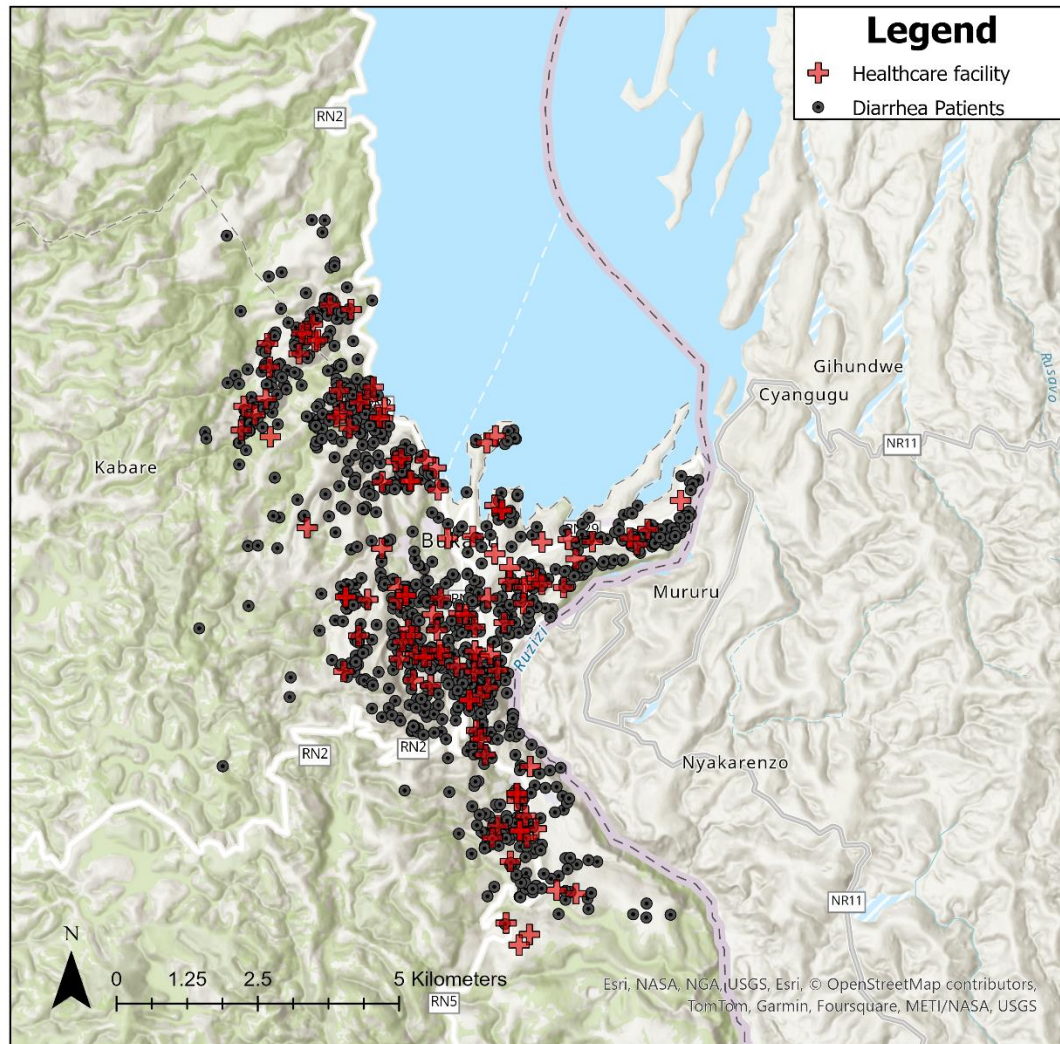 Legend
Healthcare facility
Diarrhea Patients
RN2
Gihundwe
Cyangugu
Rusavo
NR11
Kabare
Mururu
Ruzizi
RN2
RN2
Nyakarenzo
NR11
N
0 1.25 2.5 5 Kilometers
RN5
Esri, NASA, NGA, USGS, Esri, © OpenStreetMap contributors,
TomTom, Garmin, Foursquare, METI/NASA, USGS